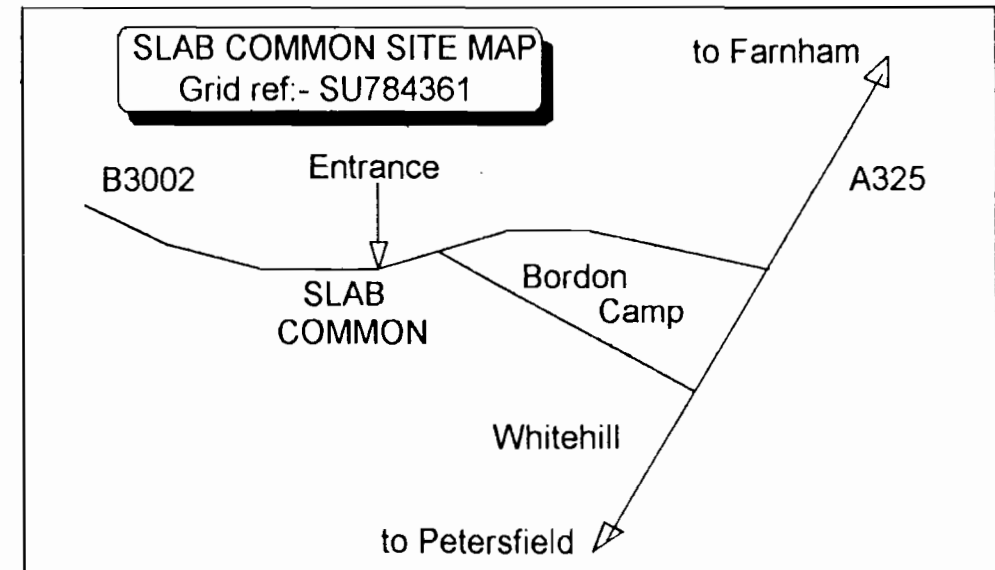 SLAB COMMON SITE MAP
Grid ref:- SU784361
to Farnham
B3002
Entrance
A325
SLAB
COMMON
Bordon
Camp
Whitehill
to Petersfield